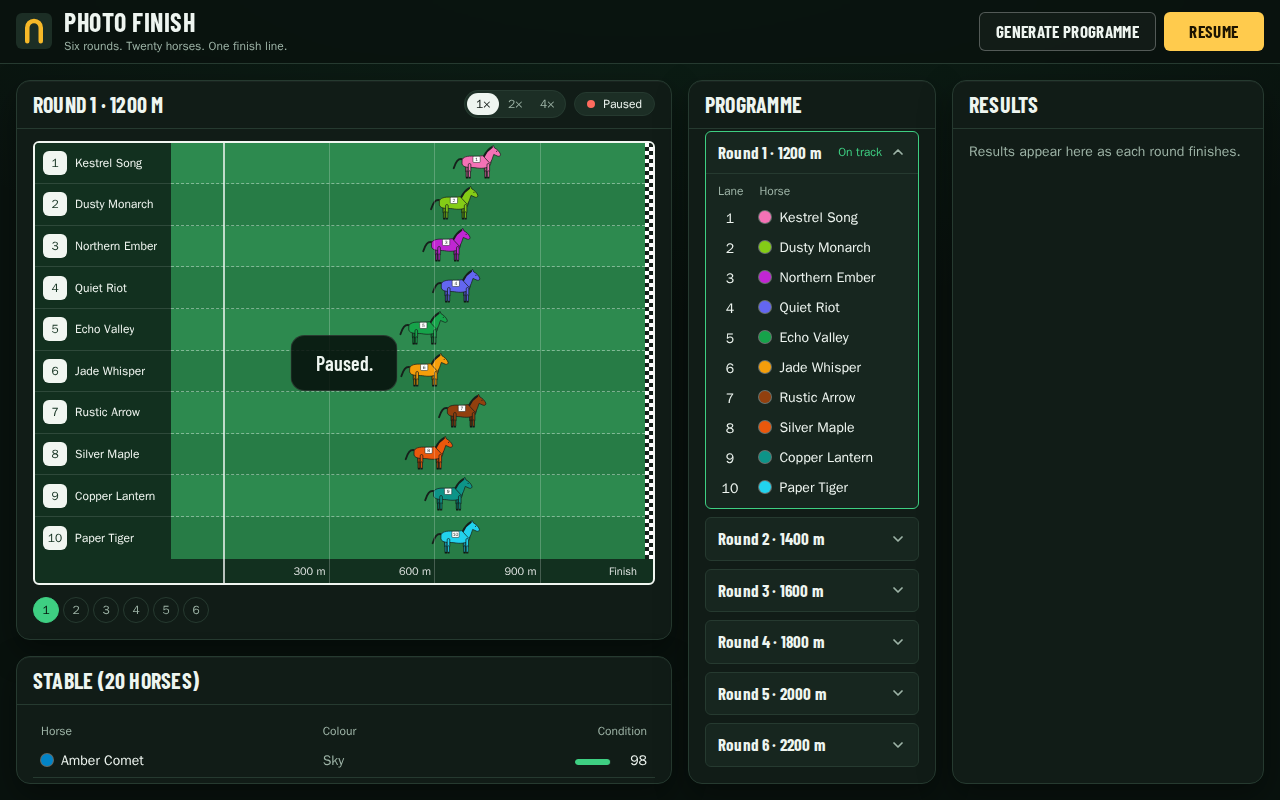 PHOTO FINISH
Six rounds. Twenty horses. One finish line.
GENERATE PROGRAMME
RESUME
ROUND 1 · 1200 M
1× 2× 4×
Paused
1 Kestrel Song
2 Dusty Monarch
3 Northern Ember
4 Quiet Riot
5 Echo Valley
6 Jade Whisper
7 Rustic Arrow
8 Silver Maple
9 Copper Lantern
10 Paper Tiger
Paused.
300 m 600 m 900 m Finish
1 2 3 4 5 6
STABLE (20 HORSES)
Horse Colour Condition
Amber Comet Sky 98
PROGRAMME
Round 1 · 1200 m On track
Lane Horse
1 Kestrel Song
2 Dusty Monarch
3 Northern Ember
4 Quiet Riot
5 Echo Valley
6 Jade Whisper
7 Rustic Arrow
8 Silver Maple
9 Copper Lantern
10 Paper Tiger
Round 2 · 1400 m
Round 3 · 1600 m
Round 4 · 1800 m
Round 5 · 2000 m
Round 6 · 2200 m
RESULTS
Results appear here as each round finishes.